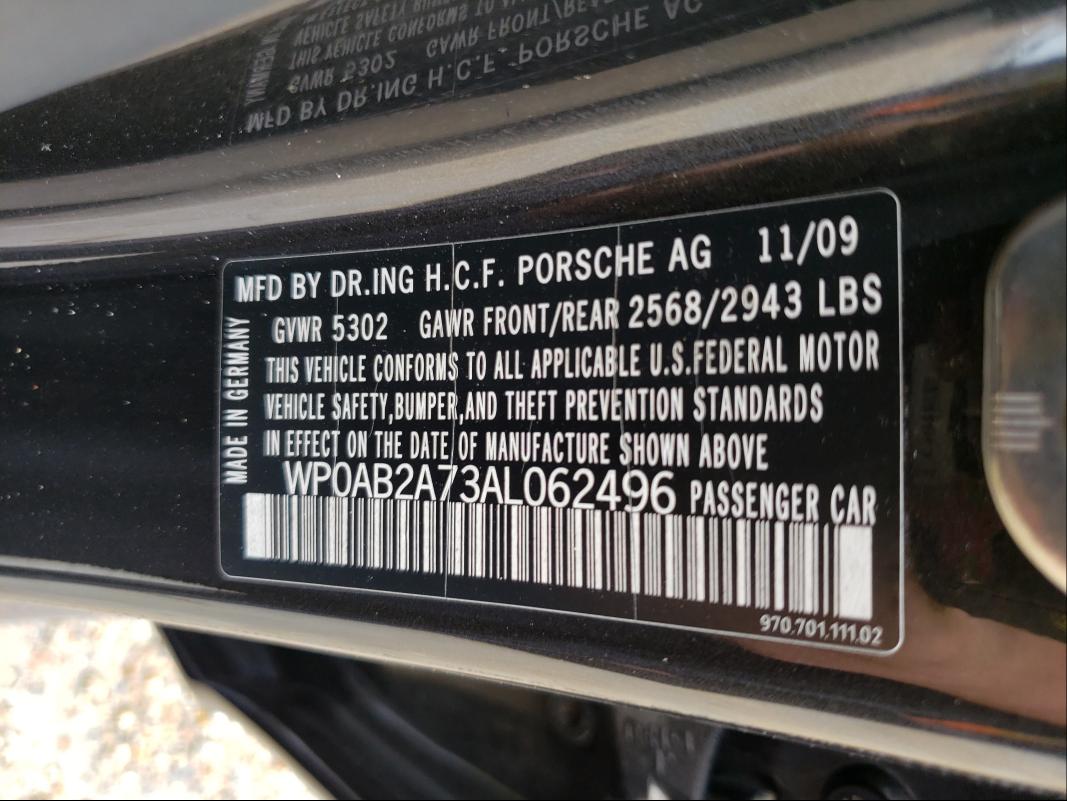 MFD BY DR.ING H.C.F. PORSCHE AG 11/09
GVWR 5302 GAWR FRONT/REAR 2568/2943 LBS
THIS VEHICLE CONFORMS TO ALL APPLICABLE U.S.FEDERAL MOTOR
VEHICLE SAFETY,BUMPER,AND THEFT PREVENTION STANDARDS
IN EFFECT ON THE DATE OF MANUFACTURE SHOWN ABOVE
WP0AB2A73AL062496 PASSENGER CAR
970.701.111.02
MADE IN GERMANY